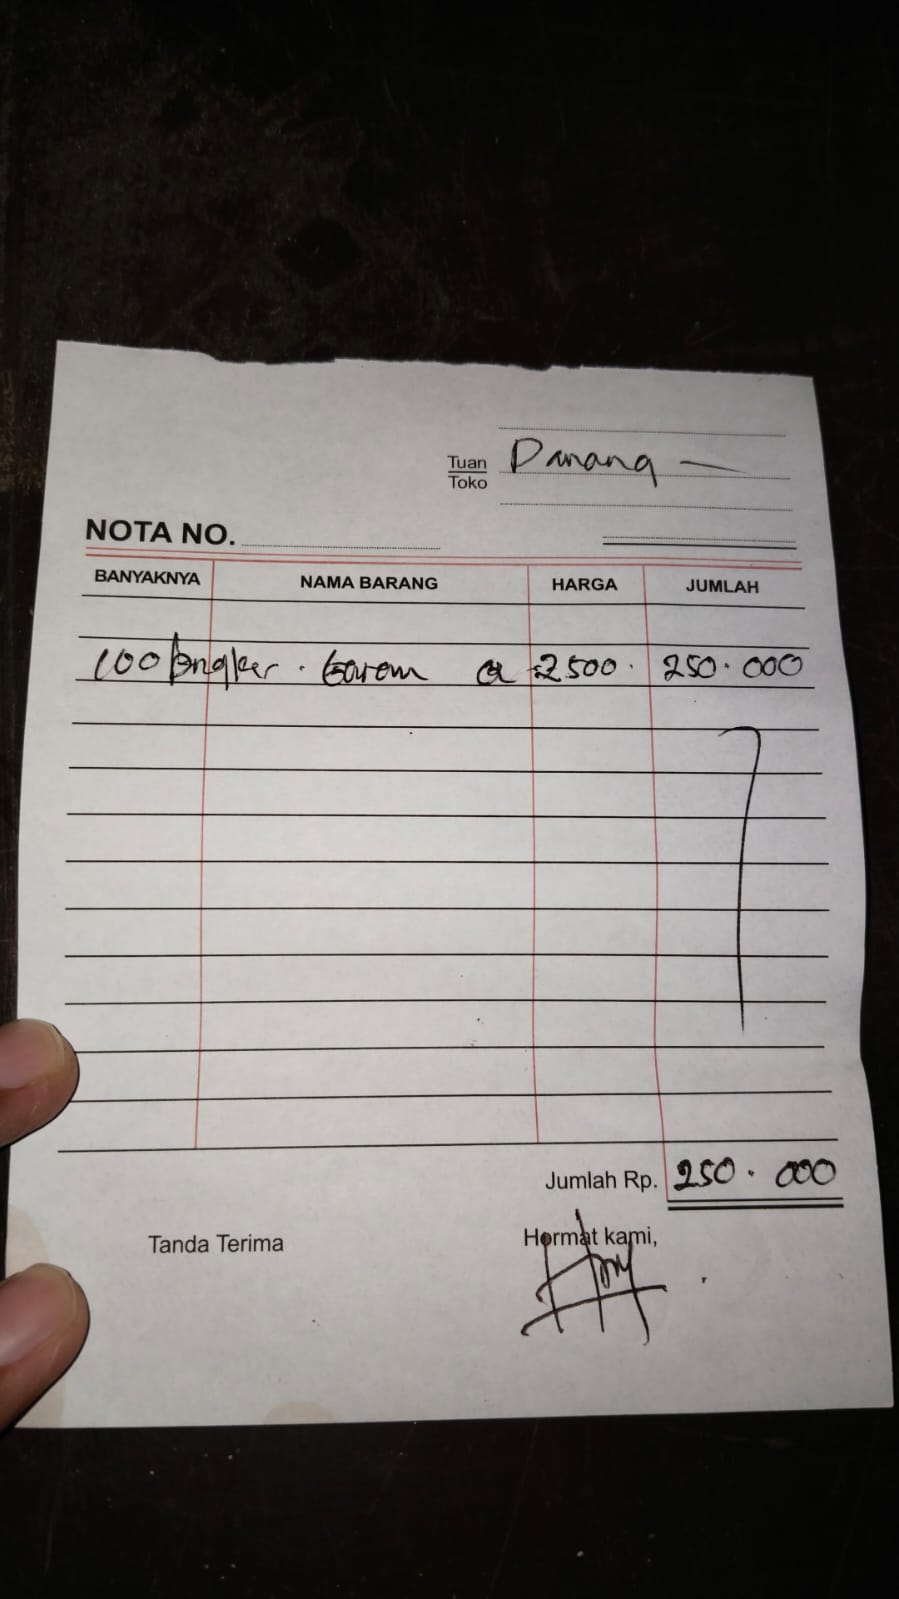 Tuan
Toko
Danang
NOTA NO.
BANYAKNYA NAMA BARANG HARGA JUMLAH
100 bngker . Garem a 2500. 250.000
Jumlah Rp. 250.000
Tanda Terima Hormat kami,